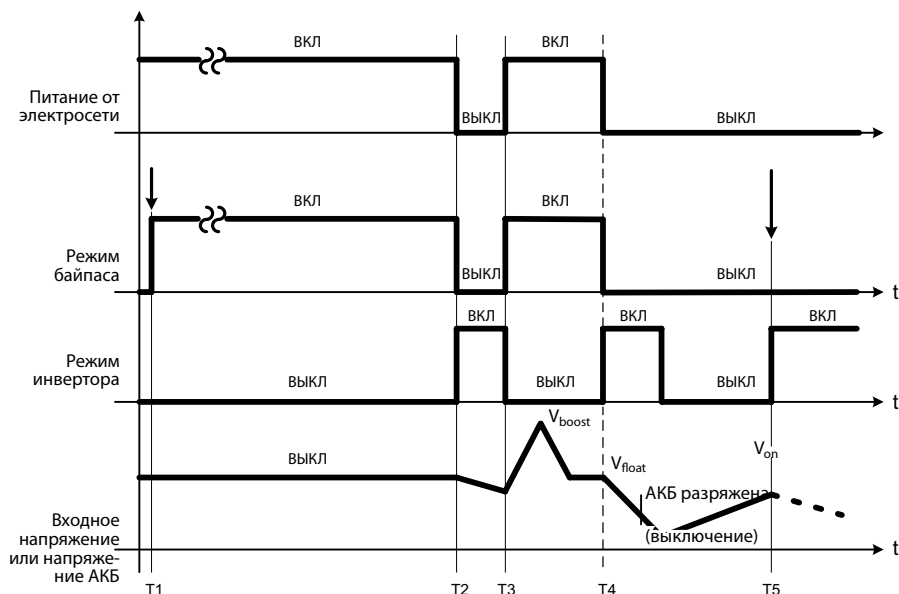 ВКЛ
ВКЛ
Питание от
электросети
ВЫКЛ
ВЫКЛ
t
ВКЛ
ВКЛ
Режим
байпаса
ВЫКЛ
ВЫКЛ
t
ВКЛ
ВКЛ
ВКЛ
Режим
инвертора
ВЫКЛ
ВЫКЛ
ВЫКЛ
t
Vboost
ВЫКЛ
Vfloat
Von
АКБ разряжена
(выключение)
Входное
напряжение
или напряже-
ние АКБ
t
T1
T2
T3
T4
T5